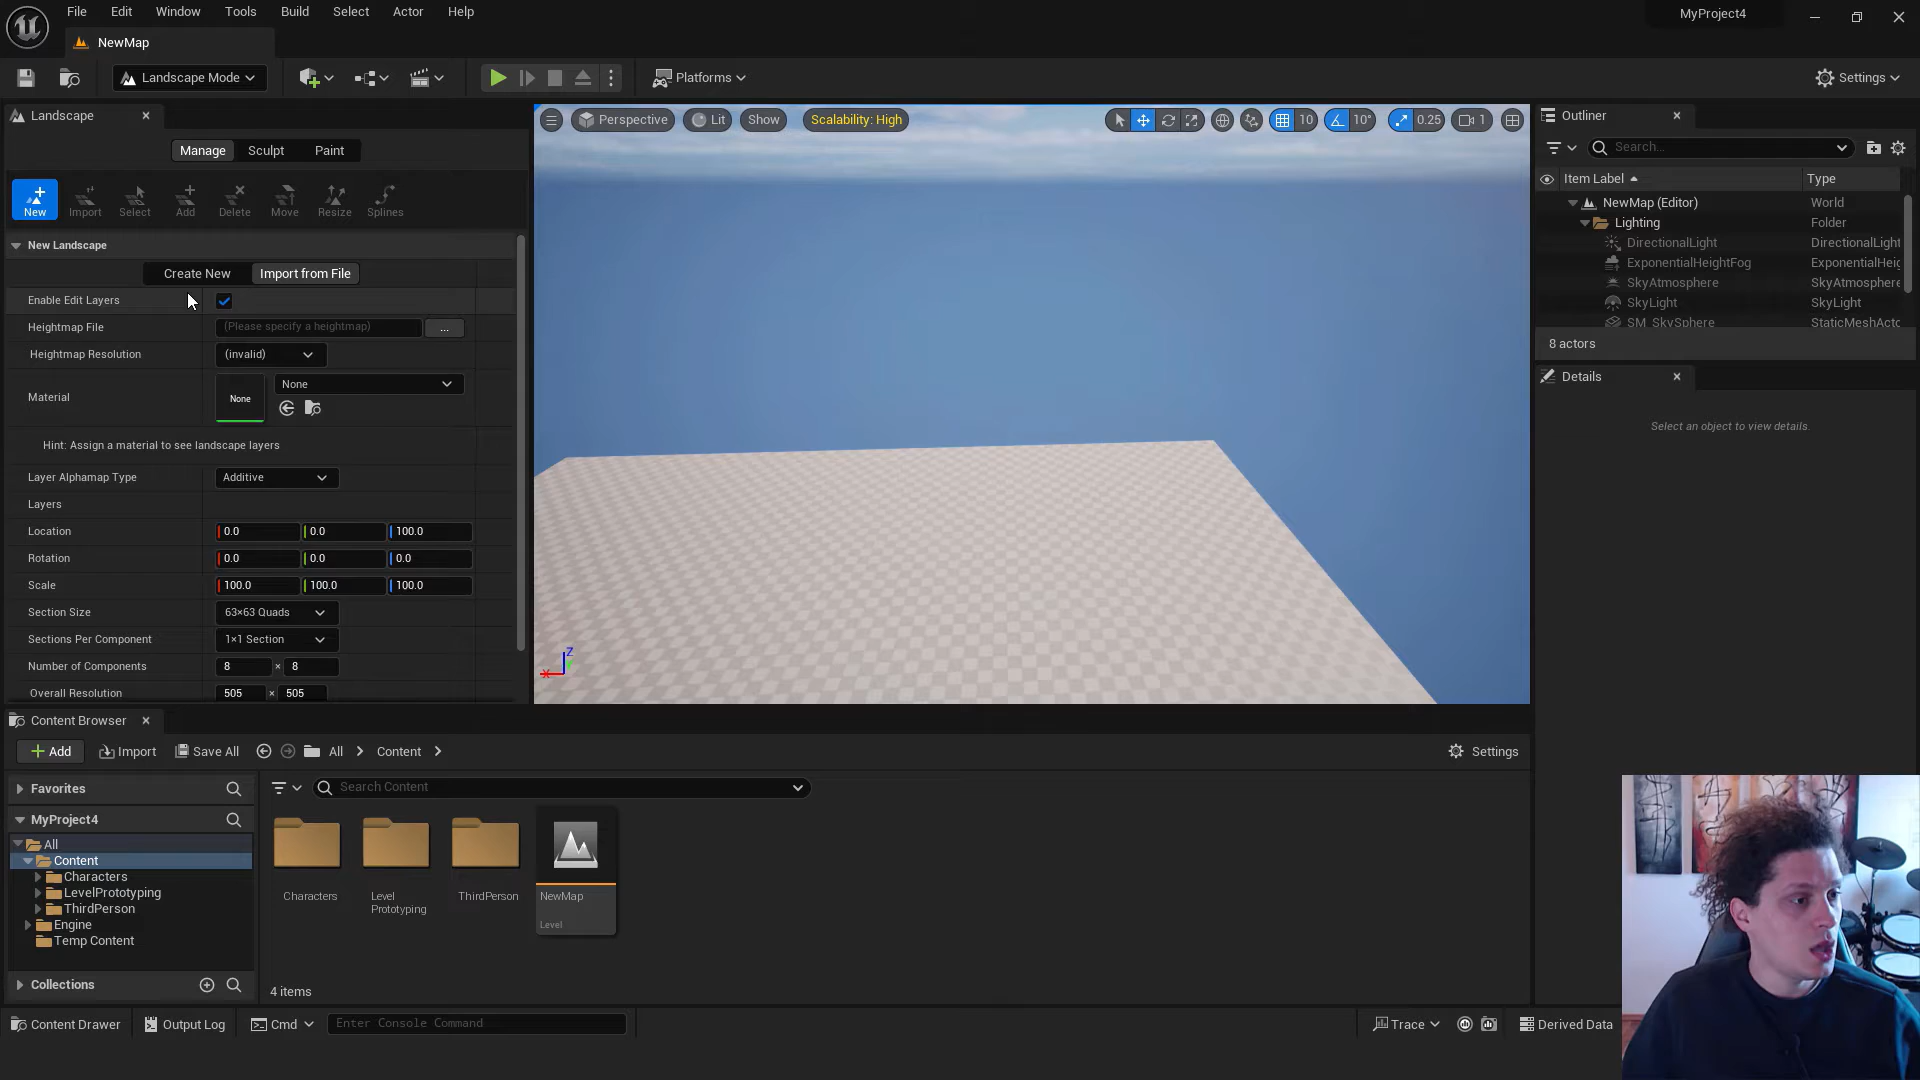 File Edit Window Tools Build Select Actor Help
MyProject4
NewMap
Landscape Mode
Platforms
Settings
Landscape
Manage Sculpt Paint
New Import Select Add Delete Move Resize Splines
New Landscape
Create New Import from File
Enable Edit Layers
Heightmap File (Please specify a heightmap) ...
Heightmap Resolution (invalid)
Material None None
Hint: Assign a material to see landscape layers
Layer Alphamap Type Additive
Layers
Location 0.0 0.0 100.0
Rotation 0.0 0.0 0.0
Scale 100.0 100.0 100.0
Section Size 63×63 Quads
Sections Per Component 1×1 Section
Number of Components 8 × 8
Overall Resolution 505 × 505
Perspective Lit Show Scalability: High
10 10° 0.25 1
Z
X
Outliner
Search...
Item Label Type
NewMap (Editor) World
Lighting Folder
DirectionalLight DirectionalLight
ExponentialHeightFog ExponentialHeig
SkyAtmosphere SkyAtmosphere
SkyLight SkyLight
SM_SkySphere StaticMeshActo
8 actors
Details
Select an object to view details.
Content Browser
Add Import Save All All Content
Settings
Favorites
Search Content
MyProject4
All
Content
Characters
LevelPrototyping
ThirdPerson
Engine
Temp Content
Collections
Characters
Level
Prototyping
ThirdPerson
NewMap
Level
4 items
Content Drawer Output Log Cmd Enter Console Command
Trace Derived Data